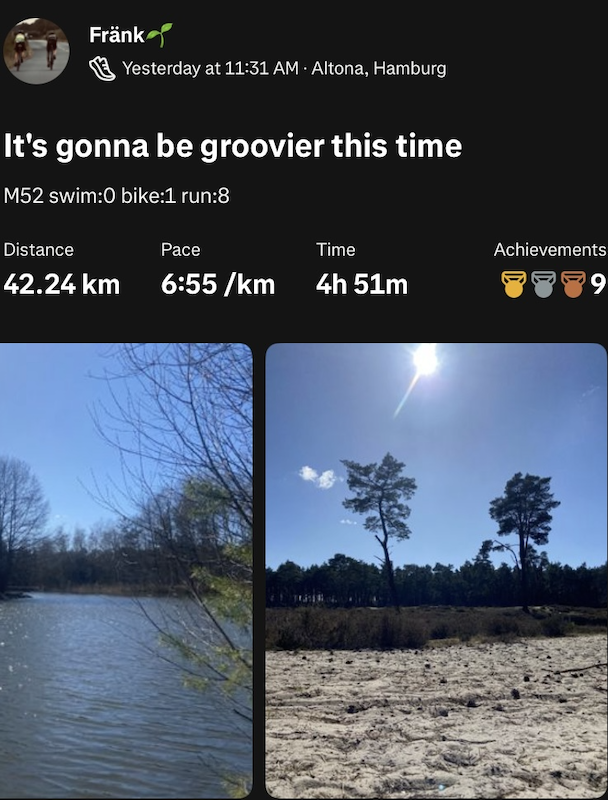 Fränk🌱
Yesterday at 11:31 AM · Altona, Hamburg
It's gonna be groovier this time
M52 swim:0 bike:1 run:8
Distance Pace Time Achievements
42.24 km 6:55 /km 4h 51m 9